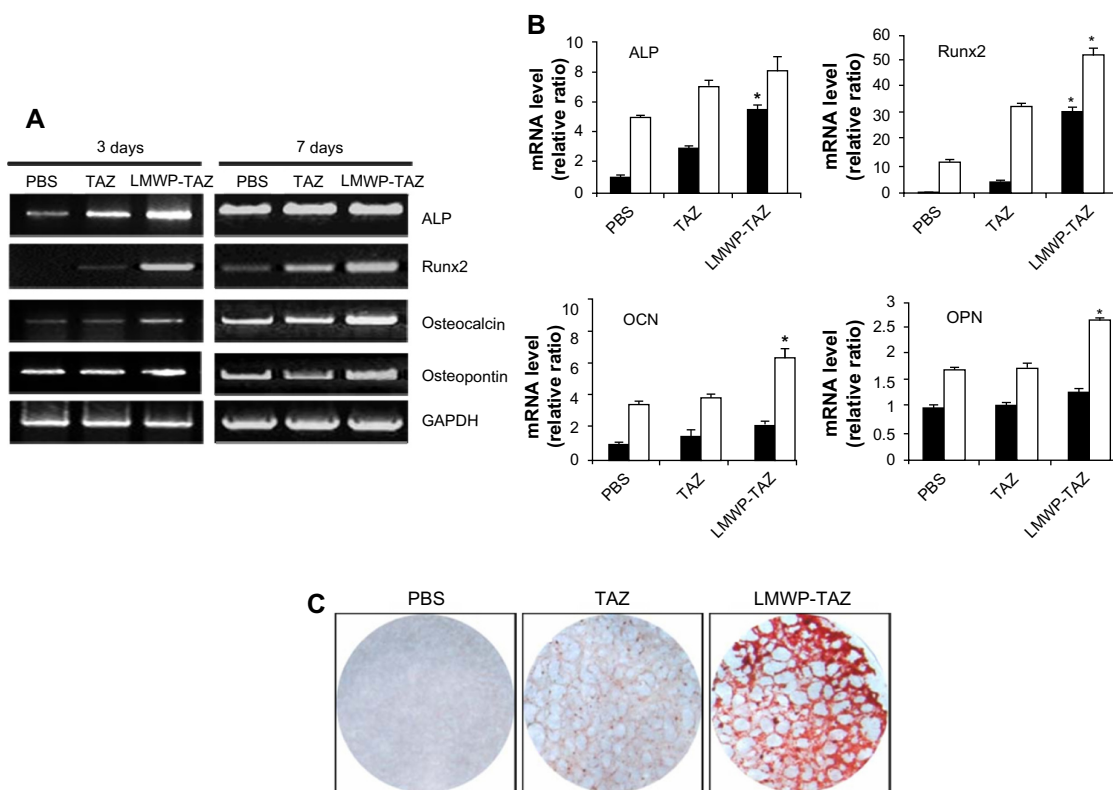 A
3 days 7 days
PBS TAZ LMWP-TAZ PBS TAZ LMWP-TAZ
ALP
Runx2
Osteocalcin
Osteopontin
GAPDH
B
ALP
mRNA level
(relative ratio)
10
8
6
4
2
0
*
PBS TAZ LMWP-TAZ
Runx2
mRNA level
(relative ratio)
60
50
40
30
20
10
0
*
*
PBS TAZ LMWP-TAZ
OCN
mRNA level
(relative ratio)
10
8
6
4
2
0
*
PBS TAZ LMWP-TAZ
OPN
mRNA level
(relative ratio)
3
2.5
2
1.5
1
0.5
0
*
PBS TAZ LMWP-TAZ
C
PBS TAZ LMWP-TAZ